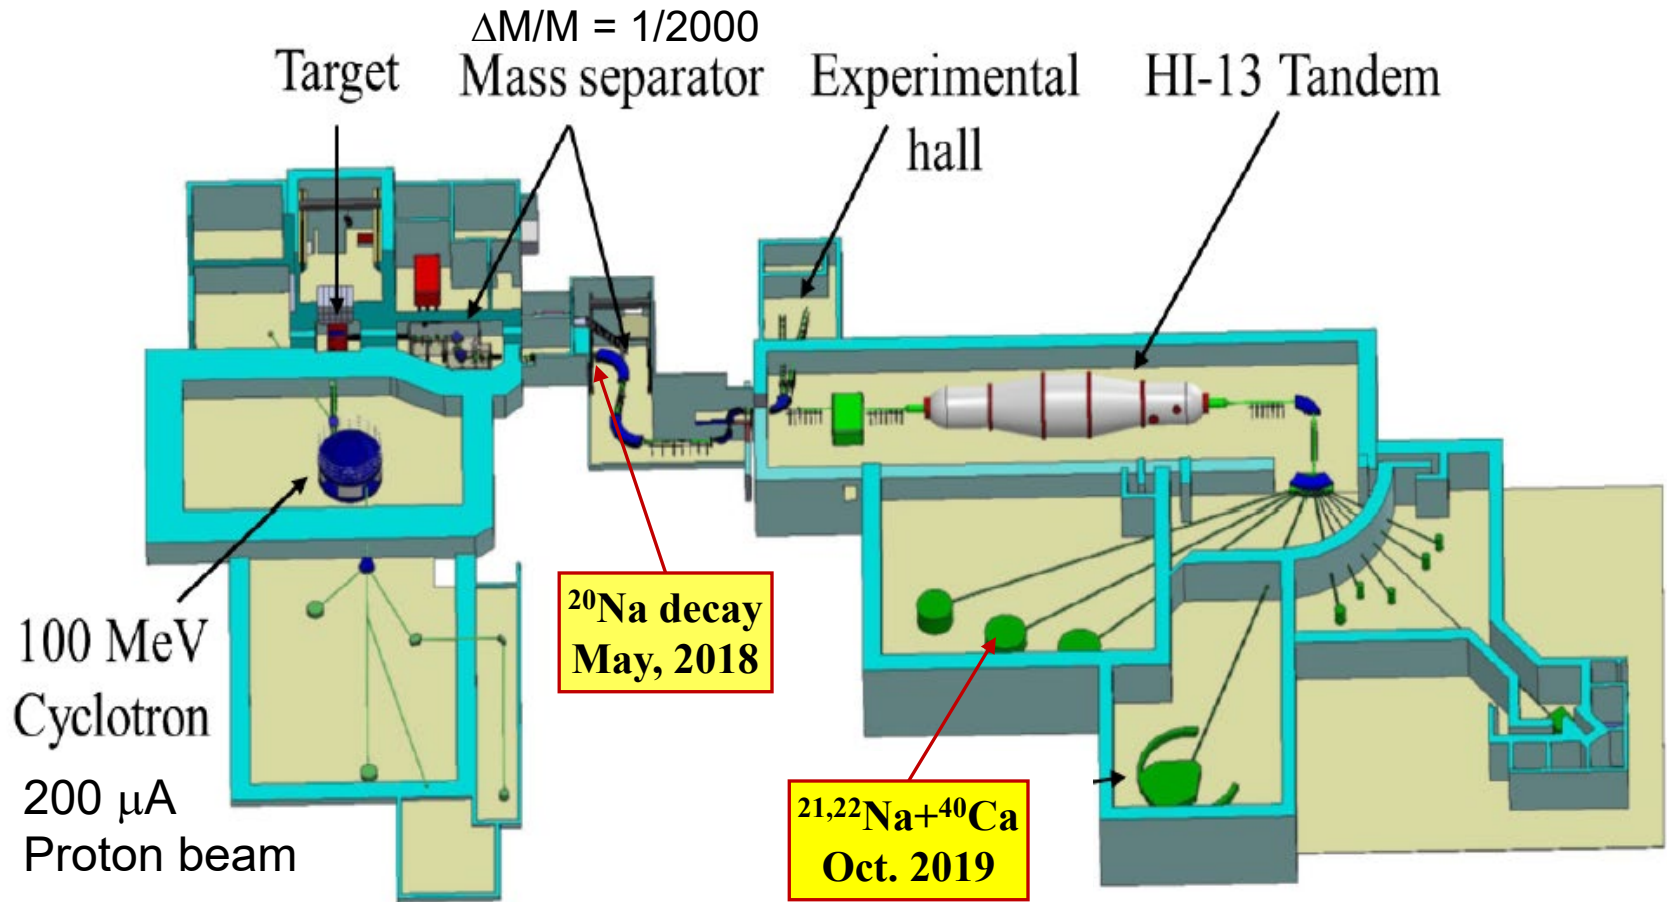 ΔM/M = 1/2000
Target
Mass separator
Experimental
hall
HI-13 Tandem
²⁰Na decay
May, 2018
100 MeV
Cyclotron
200 μA
Proton beam
²¹,²²Na+⁴⁰Ca
Oct. 2019